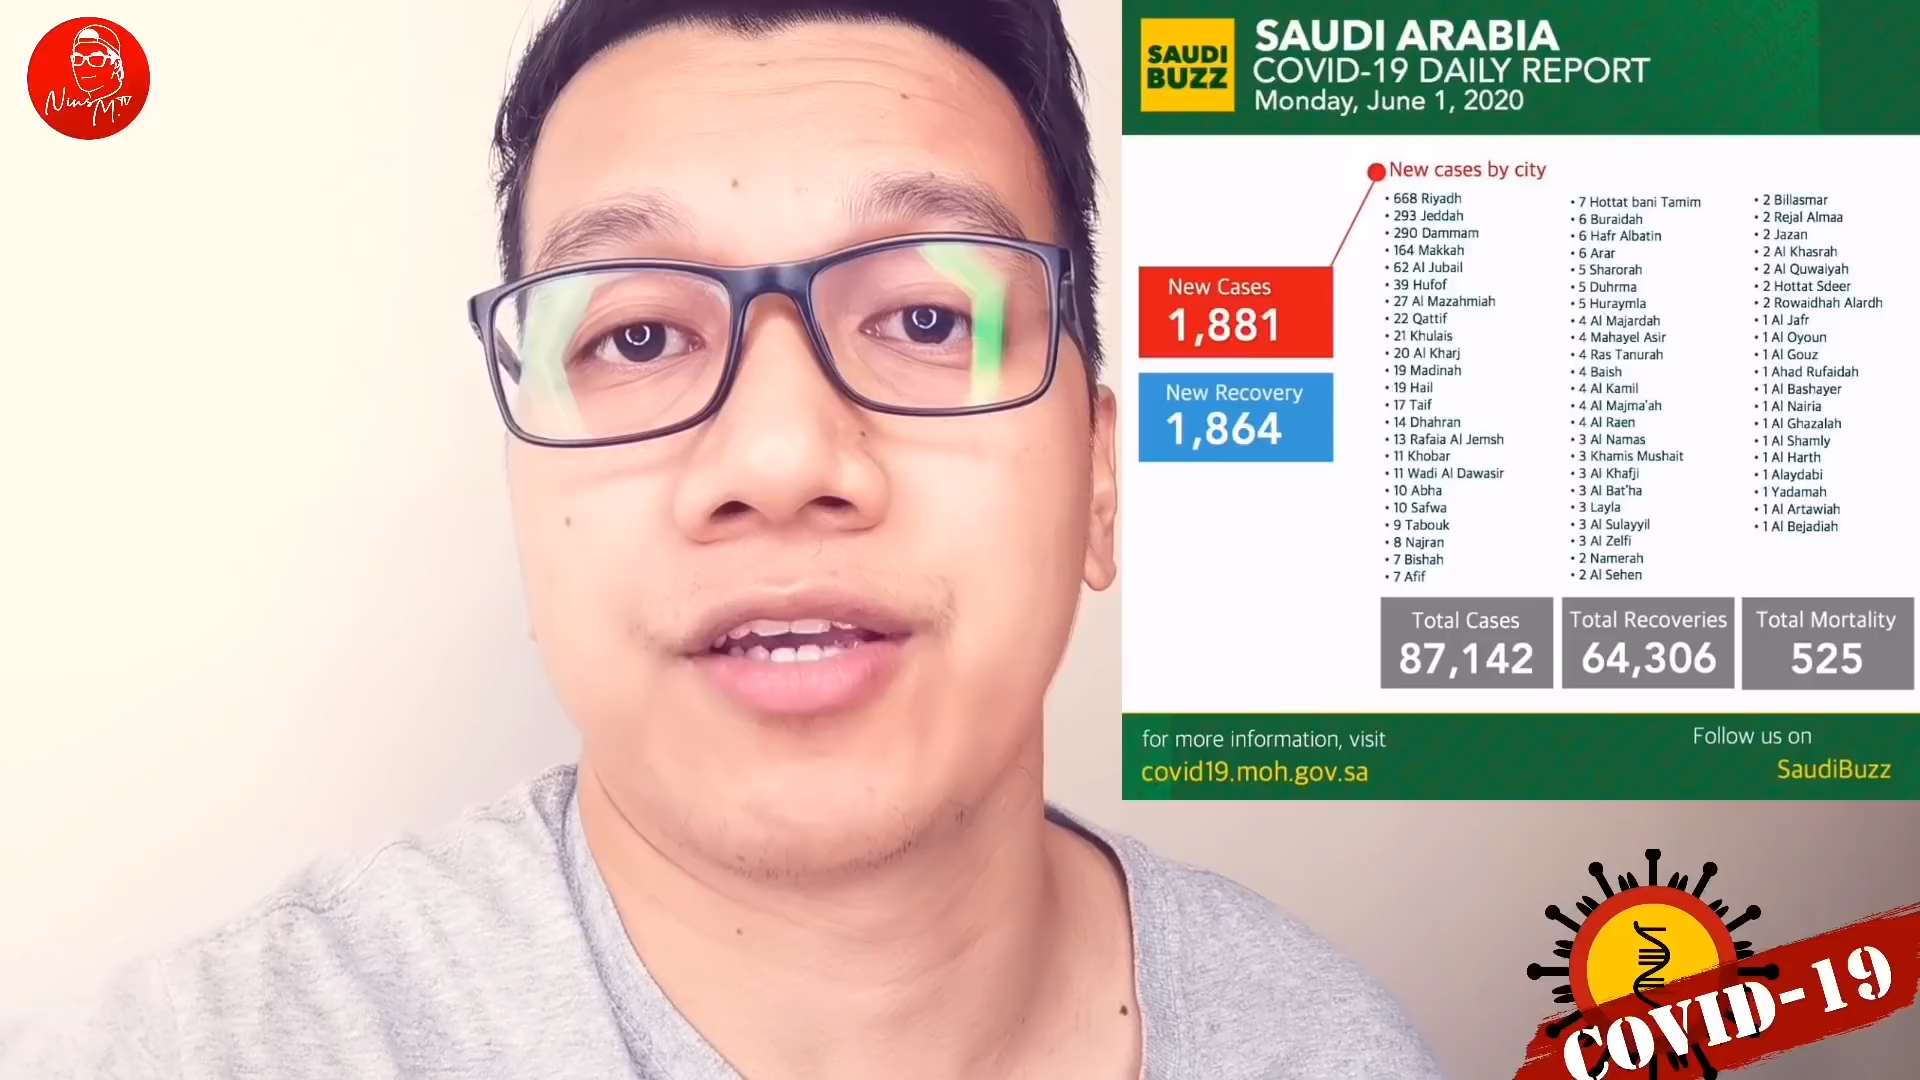 Nins
M. TV
SAUDI
BUZZ
SAUDI ARABIA
COVID-19 DAILY REPORT
Monday, June 1, 2020
New cases by city
New Cases
1,881
New Recovery
1,864
• 668 Riyadh
• 293 Jeddah
• 290 Dammam
• 164 Makkah
• 62 Al Jubail
• 39 Hufof
• 27 Al Mazahmiah
• 22 Qattif
• 21 Khulais
• 20 Al Kharj
• 19 Madinah
• 19 Hail
• 17 Taif
• 14 Dhahran
• 13 Rafaia Al Jemsh
• 11 Khobar
• 11 Wadi Al Dawasir
• 10 Abha
• 10 Safwa
• 9 Tabouk
• 8 Najran
• 7 Bishah
• 7 Afif
• 7 Hottat bani Tamim
• 6 Buraidah
• 6 Hafr Albatin
• 6 Arar
• 5 Sharorah
• 5 Duhrma
• 5 Huraymla
• 4 Al Majardah
• 4 Mahayel Asir
• 4 Ras Tanurah
• 4 Baish
• 4 Al Kamil
• 4 Al Majma'ah
• 4 Al Raen
• 3 Al Namas
• 3 Khamis Mushait
• 3 Al Khafji
• 3 Al Bat'ha
• 3 Layla
• 3 Al Sulayyil
• 3 Al Zelfi
• 2 Namerah
• 2 Al Sehen
• 2 Billasmar
• 2 Rejal Almaa
• 2 Jazan
• 2 Al Khasrah
• 2 Al Quwaiyah
• 2 Hottat Sdeer
• 2 Rowaidhah Alardh
• 1 Al Jafr
• 1 Al Oyoun
• 1 Al Gouz
• 1 Ahad Rufaidah
• 1 Al Bashayer
• 1 Al Nairia
• 1 Al Ghazalah
• 1 Al Shamly
• 1 Al Harth
• 1 Alaydabi
• 1 Yadamah
• 1 Al Artawiah
• 1 Al Bejadiah
Total Cases
87,142
Total Recoveries
64,306
Total Mortality
525
for more information, visit
covid19.moh.gov.sa
Follow us on
SaudiBuzz
COVID-19